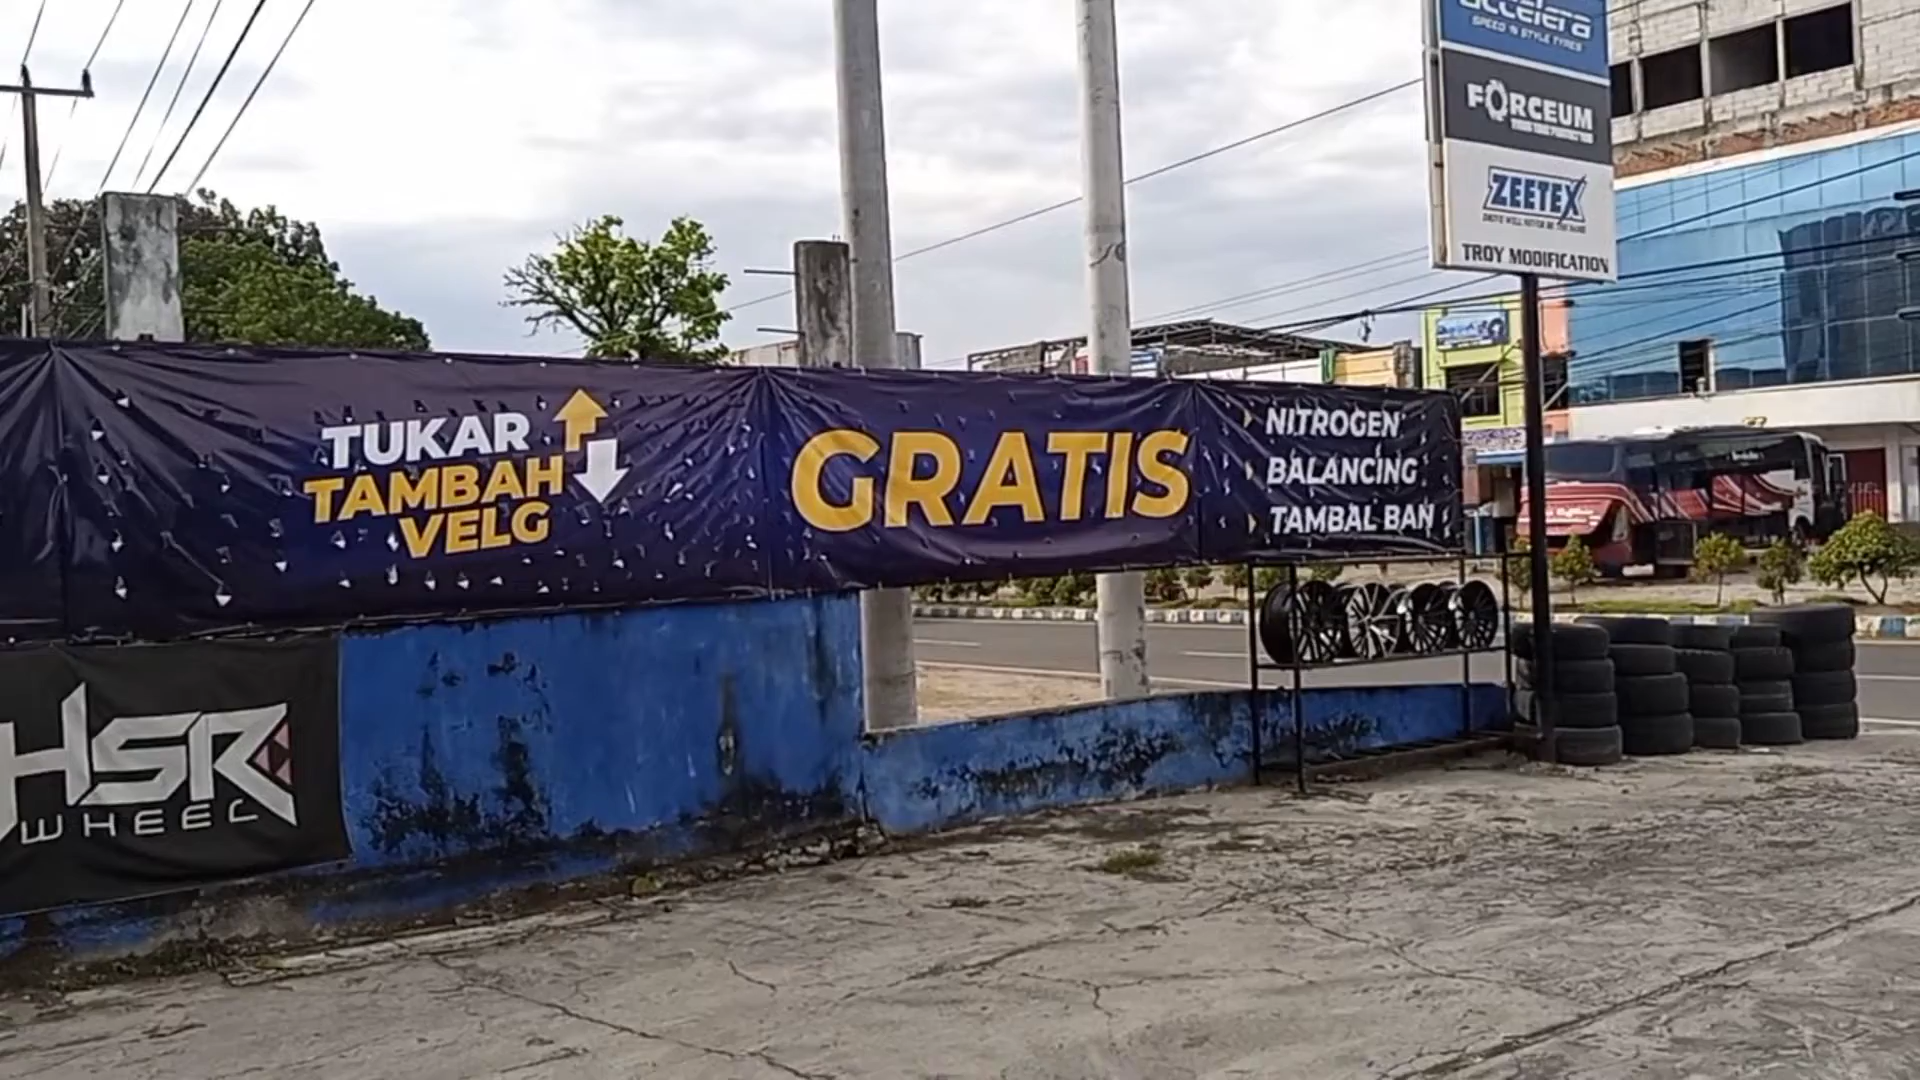 TUKAR
TAMBAH
VELG
GRATIS
NITROGEN
BALANCING
TAMBAL BAN
HSR
WHEEL
accelera
SPEED 'N STYLE TYRES
FORCEUM
ZEETEX
TROY MODIFICATION